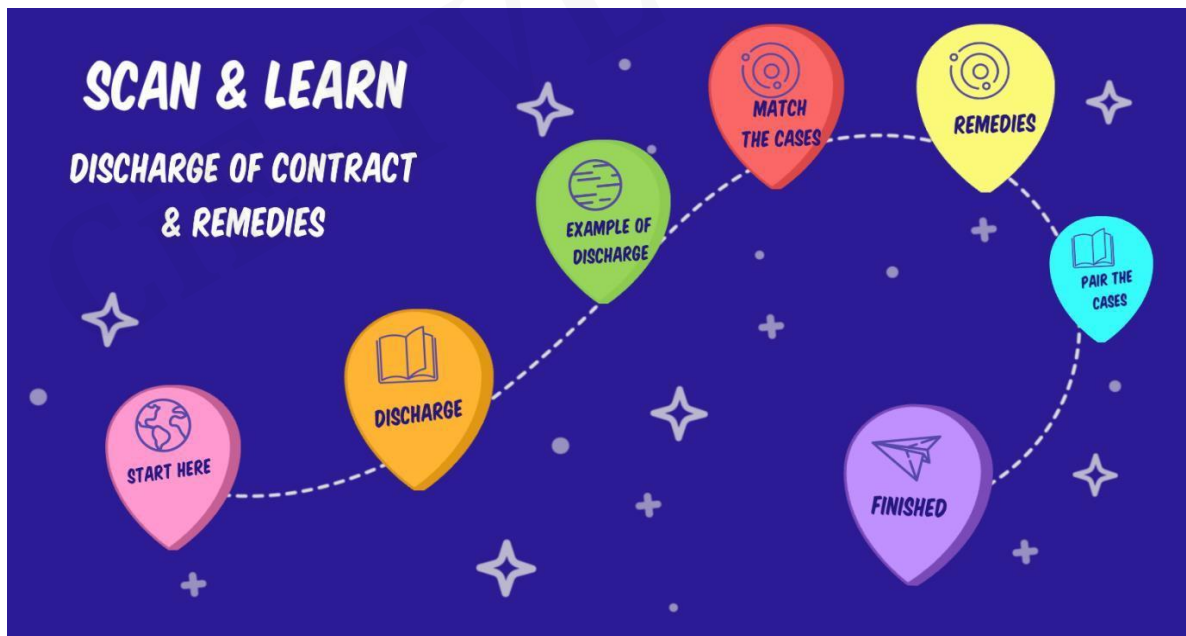 SCAN & LEARN
DISCHARGE OF CONTRACT
& REMEDIES
START HERE
DISCHARGE
EXAMPLE OF
DISCHARGE
MATCH
THE CASES
REMEDIES
PAIR THE
CASES
FINISHED